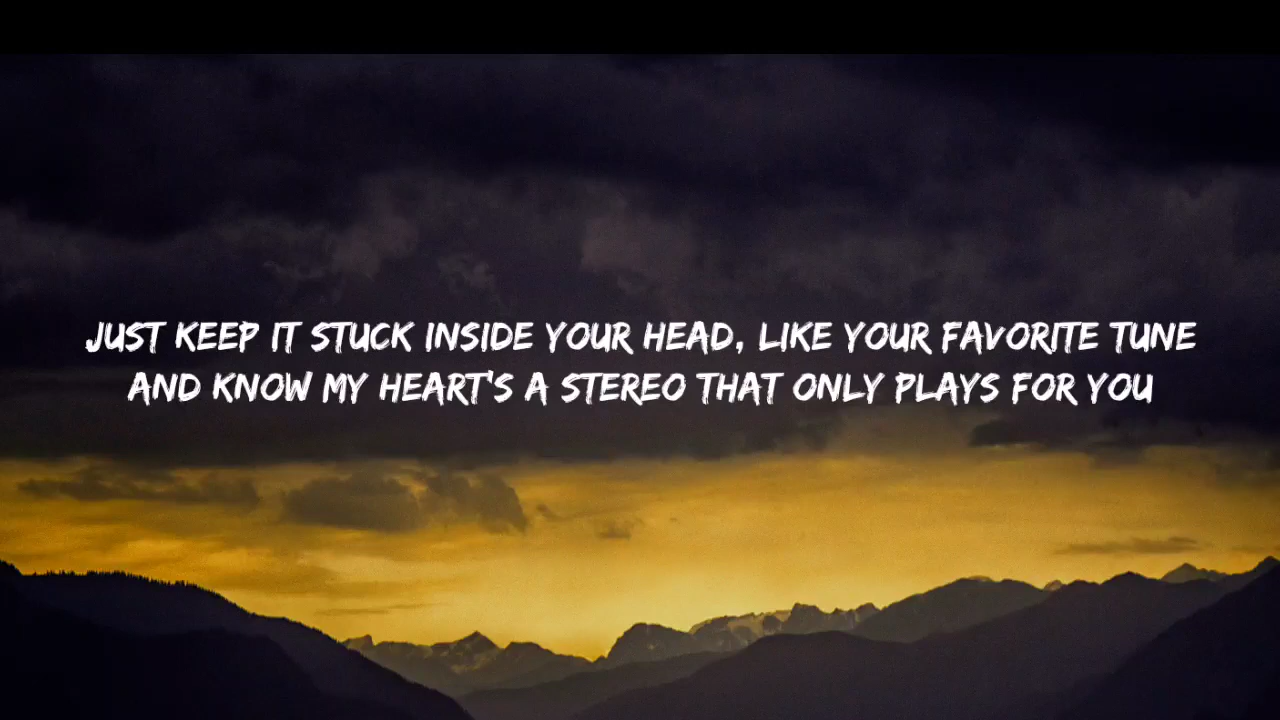 JUST KEEP IT STUCK INSIDE YOUR HEAD, LIKE YOUR FAVORITE TUNE
AND KNOW MY HEART'S A STEREO THAT ONLY PLAYS FOR YOU